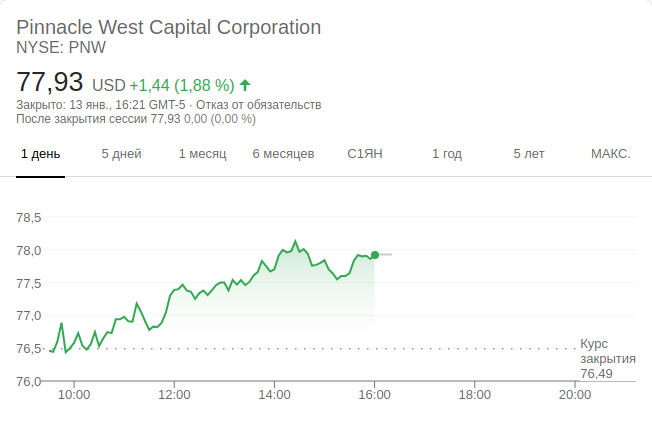 Pinnacle West Capital Corporation
NYSE: PNW
77,93 USD +1,44 (1,88 %)
Закрыто: 13 янв., 16:21 GMT-5 · Отказ от обязательств
После закрытия сессии 77,93 0,00 (0,00 %)
1 день 5 дней 1 месяц 6 месяцев С1ЯН 1 год 5 лет МАКС.
78,5
78,0
77,5
77,0
76,5
Курс
закрытия
76,49
76,0
10:00 12:00 14:00 16:00 18:00 20:00